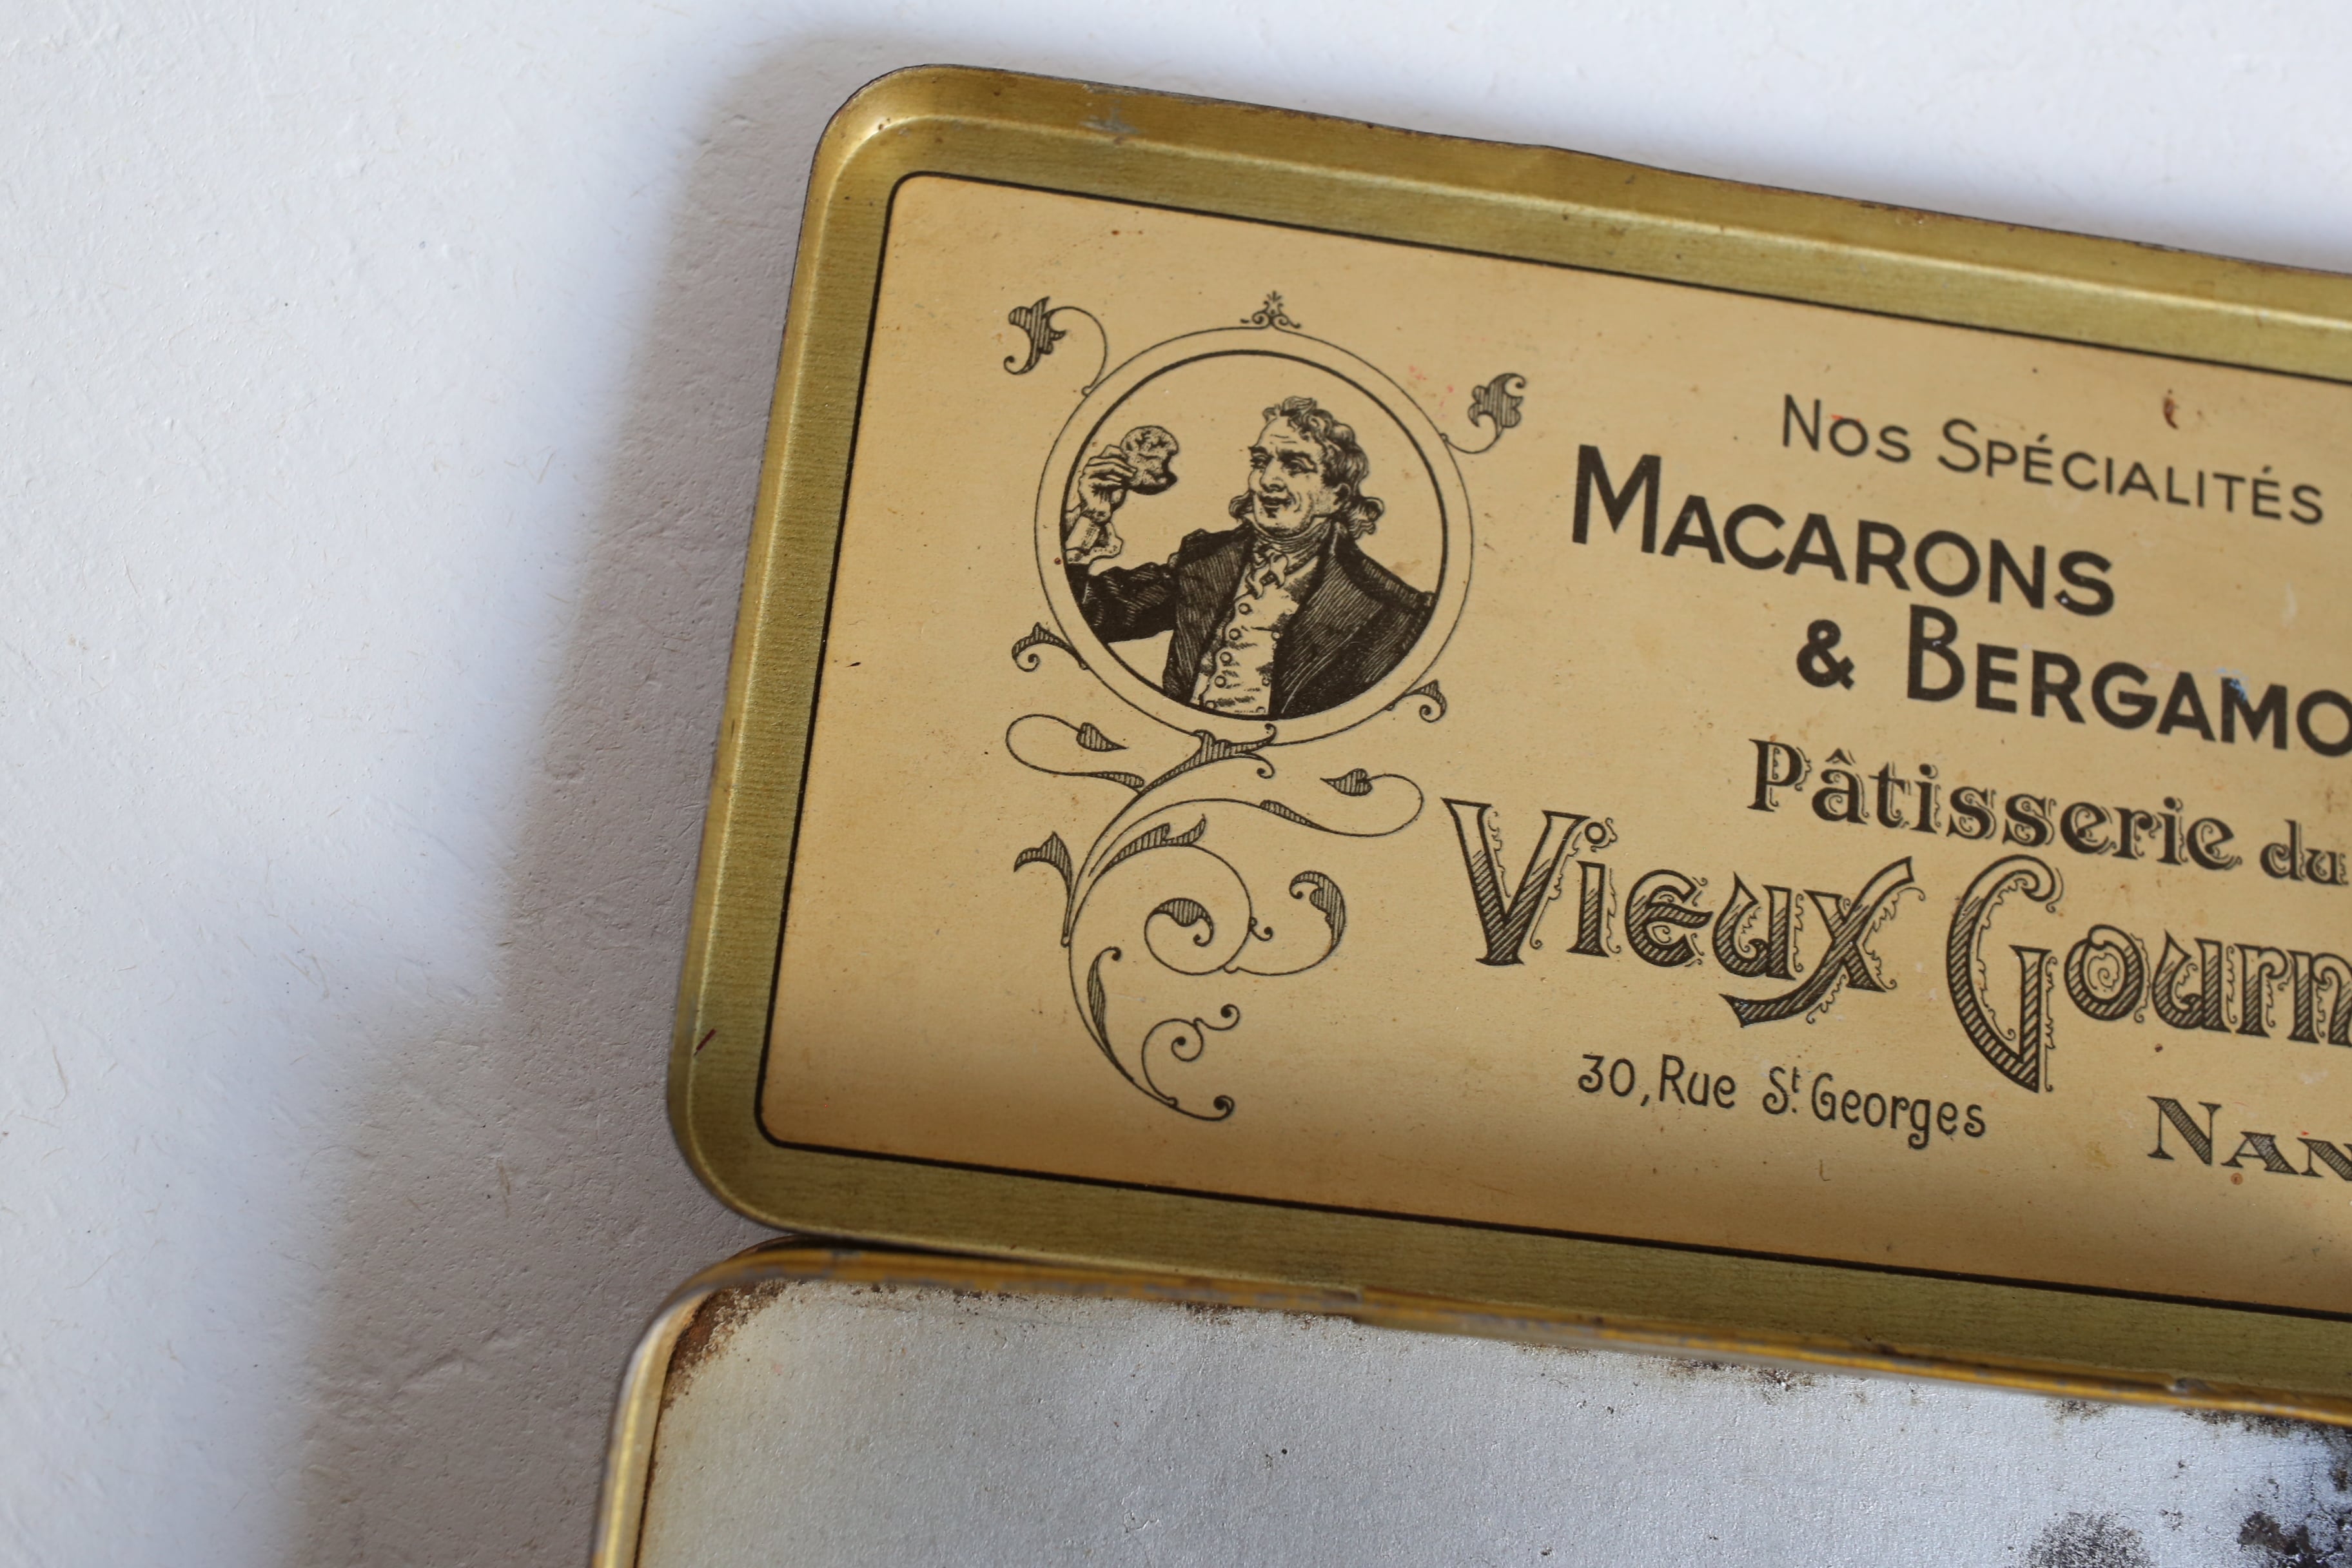 Nos Spécialités
Macarons
& Bergamo
Pâtisserie du
Vieux Gourm
30, Rue St. Georges
Nan